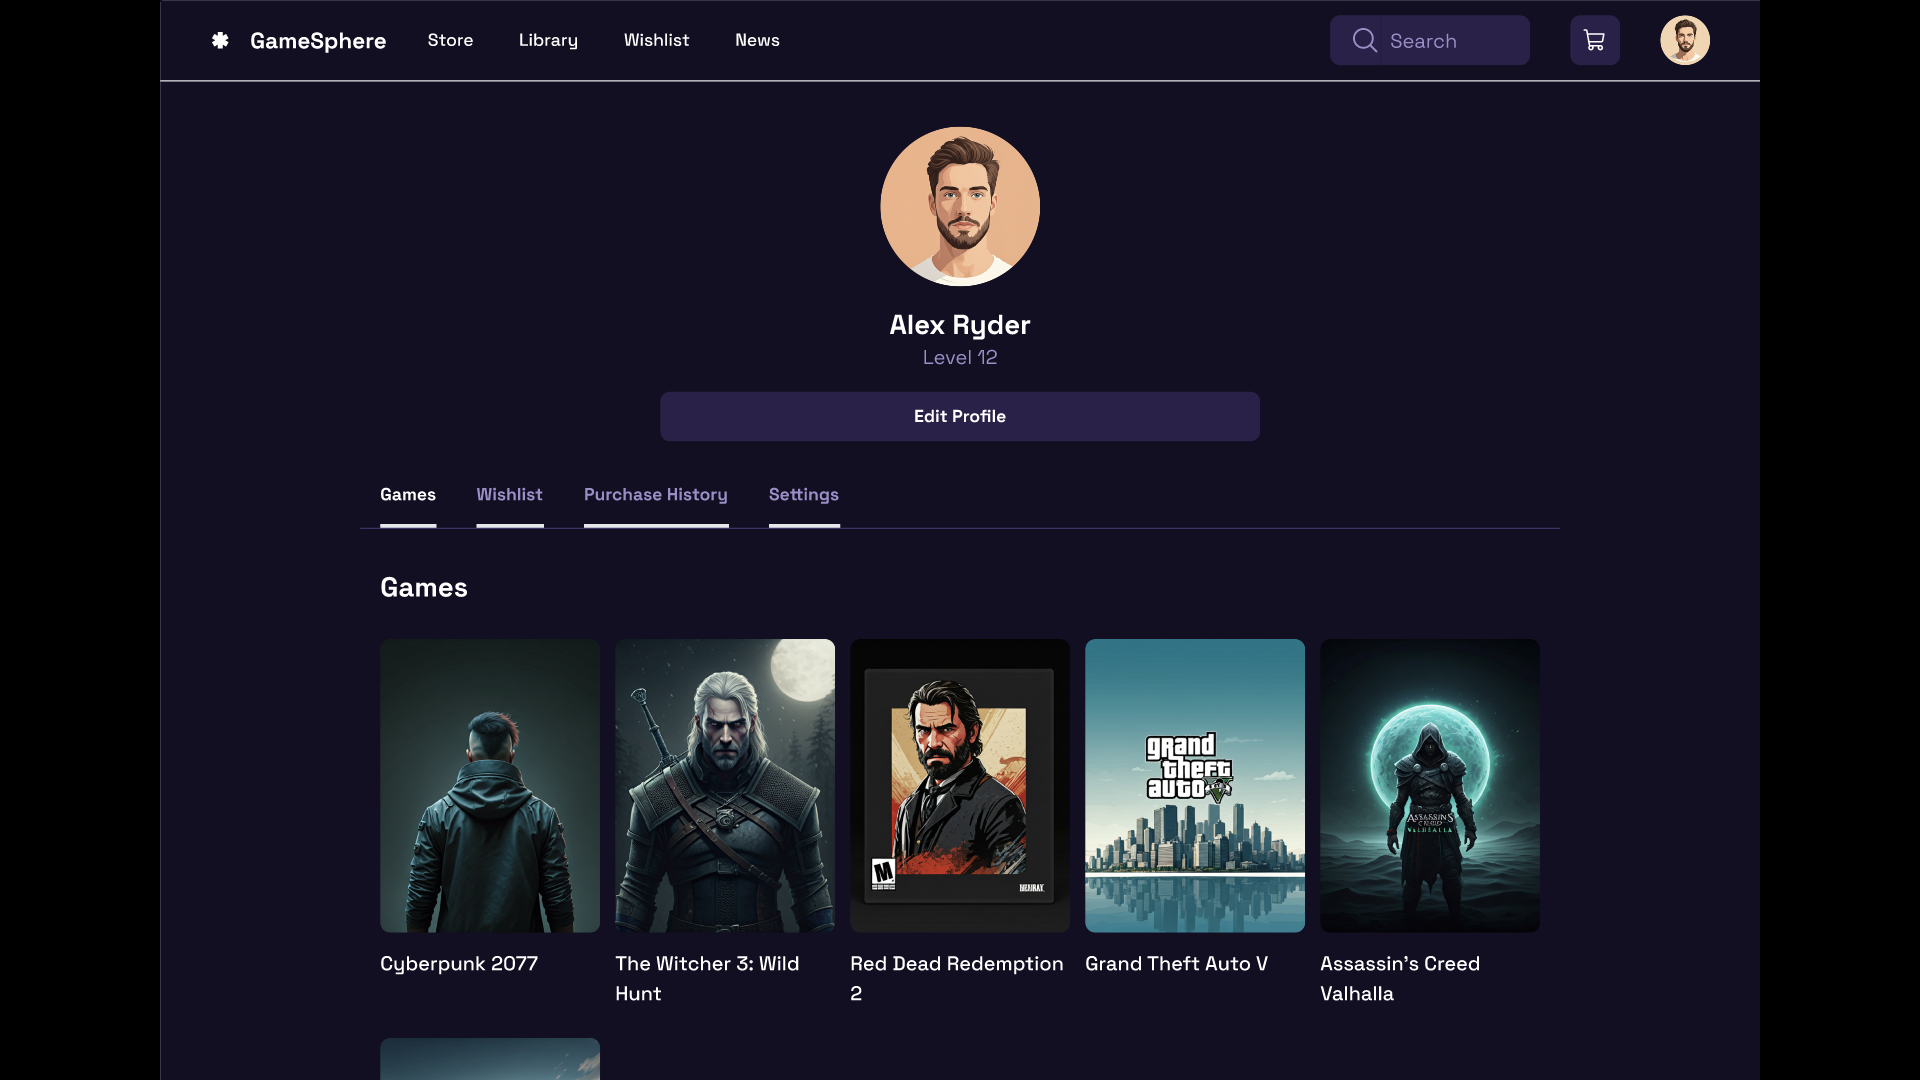 GameSphere
Store
Library
Wishlist
News
Search
Alex Ryder
Level 12
Edit Profile
Games
Wishlist
Purchase History
Settings
Games
grand
theft
auto
V
M
ASSASSIN'S
CREED
VALHALLA
Cyberpunk 2077
The Witcher 3: Wild
Hunt
Red Dead Redemption
2
Grand Theft Auto V
Assassin's Creed
Valhalla